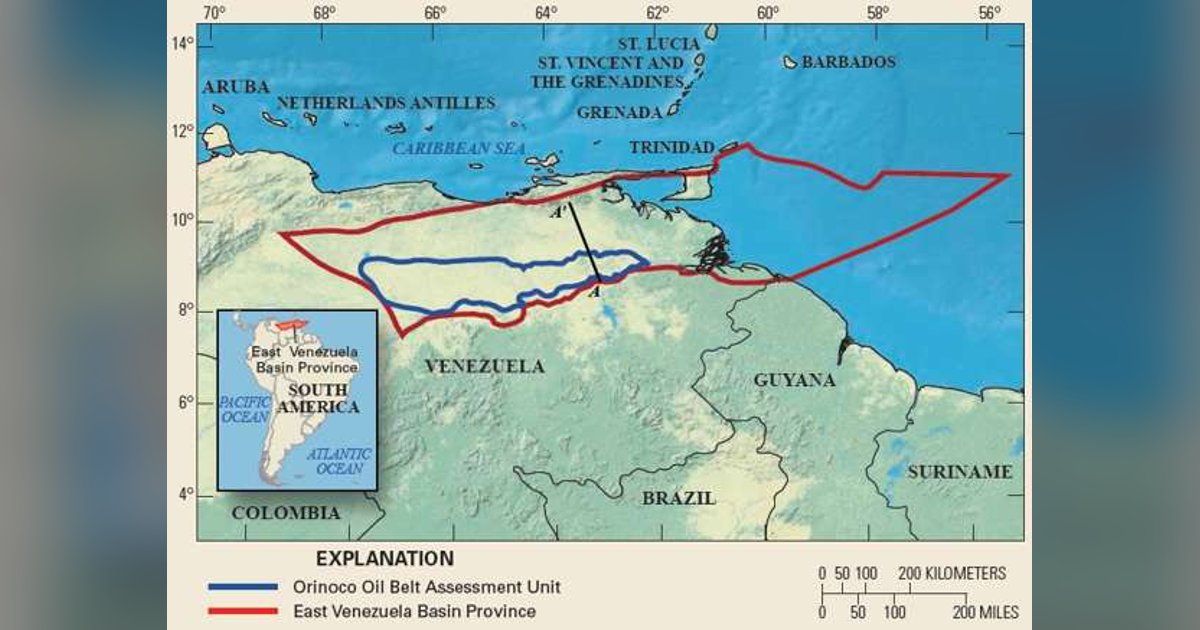 70° 68° 66° 64° 62° 60° 58° 56°
14°
12°
10°
8°
6°
4°
ST. LUCIA
ST. VINCENT AND
THE GRENADINES
BARBADOS
ARUBA
NETHERLANDS ANTILLES
GRENADA
CARIBBEAN SEA
TRINIDAD
A'
A
VENEZUELA
GUYANA
SURINAME
BRAZIL
COLOMBIA
East Venezuela
Basin Province
SOUTH
AMERICA
PACIFIC
OCEAN
ATLANTIC
OCEAN
EXPLANATION
Orinoco Oil Belt Assessment Unit
East Venezuela Basin Province
0 50 100 200 KILOMETERS
0 50 100 200 MILES